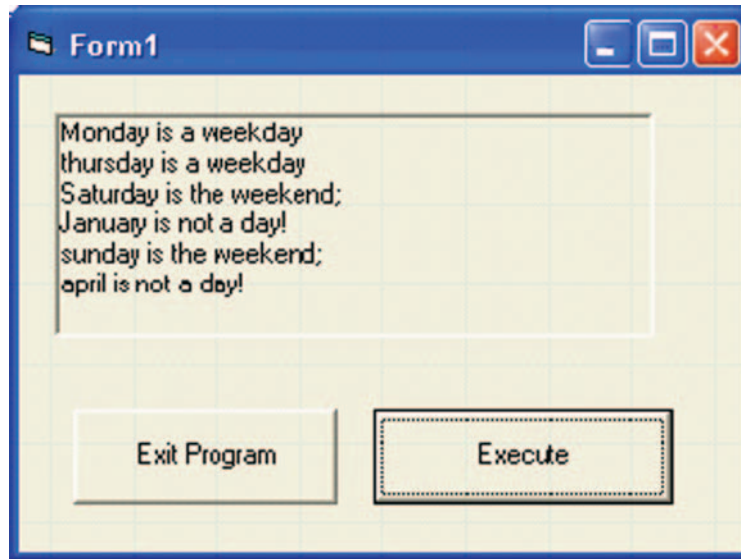 Form1
Monday is a weekday
thursday is a weekday
Saturday is the weekend;
January is not a day!
sunday is the weekend;
april is not a day!
Exit Program
Execute